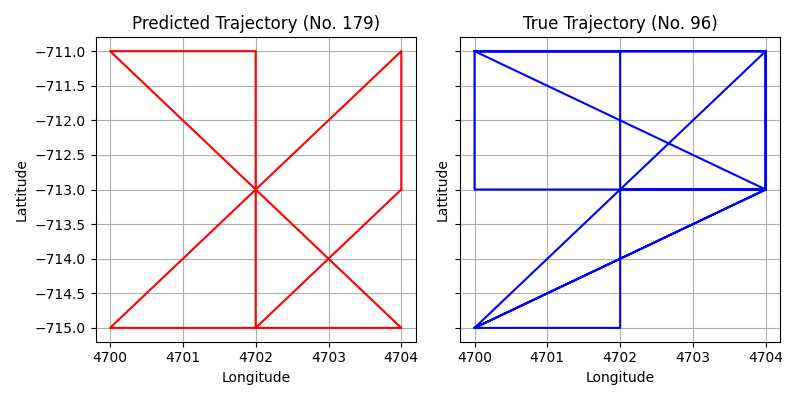 Predicted Trajectory (No. 179)
True Trajectory (No. 96)
Lattitude
−711.0
−711.5
−712.0
−712.5
−713.0
−713.5
−714.0
−714.5
−715.0
4700 4701 4702 4703 4704
Longitude
Lattitude
4700 4701 4702 4703 4704
Longitude